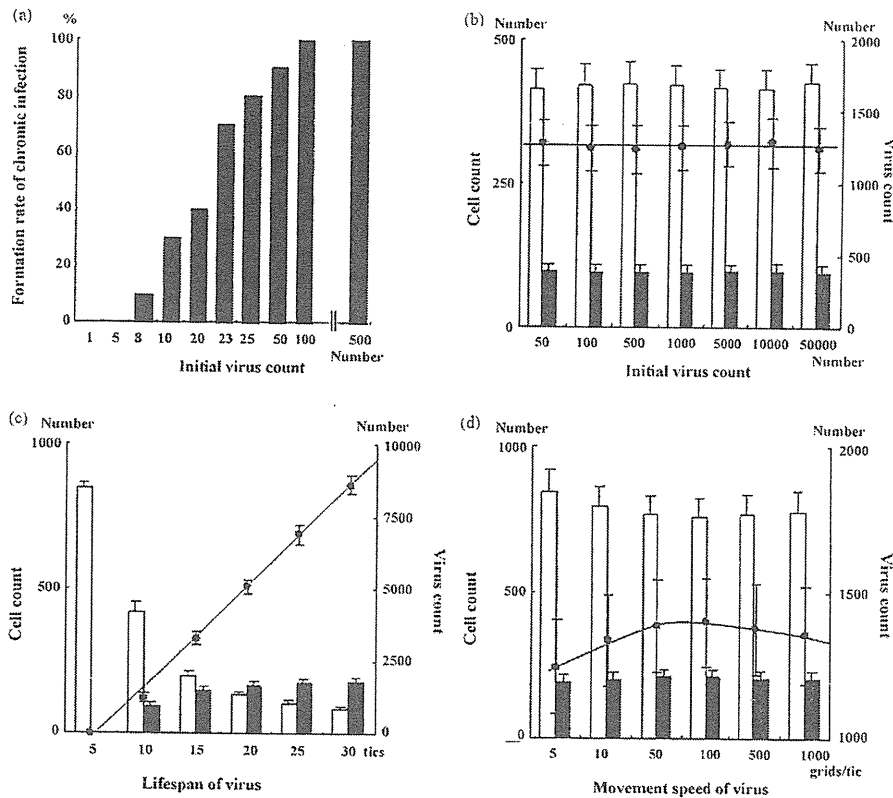 (a)
%
100
80
60
40
20
0
Formation rate of chronic infection
1 5 8 10 20 23 25 50 100 500
Number
Initial virus count
(b)
Number
Number
500
250
0
Cell count
2000
1500
1000
500
0
Virus count
50 100 500 1000 5000 10000 50000
Number
Initial virus count
(c)
Number
Number
1000
500
0
Cell count
10000
7500
5000
2500
0
Virus count
5 10 15 20 25 30 tics
Lifespan of virus
(d)
Number
Number
1000
500
0
Cell count
2000
1500
1000
Virus count
5 10 50 100 500 1000
grids/tic
Movement speed of virus